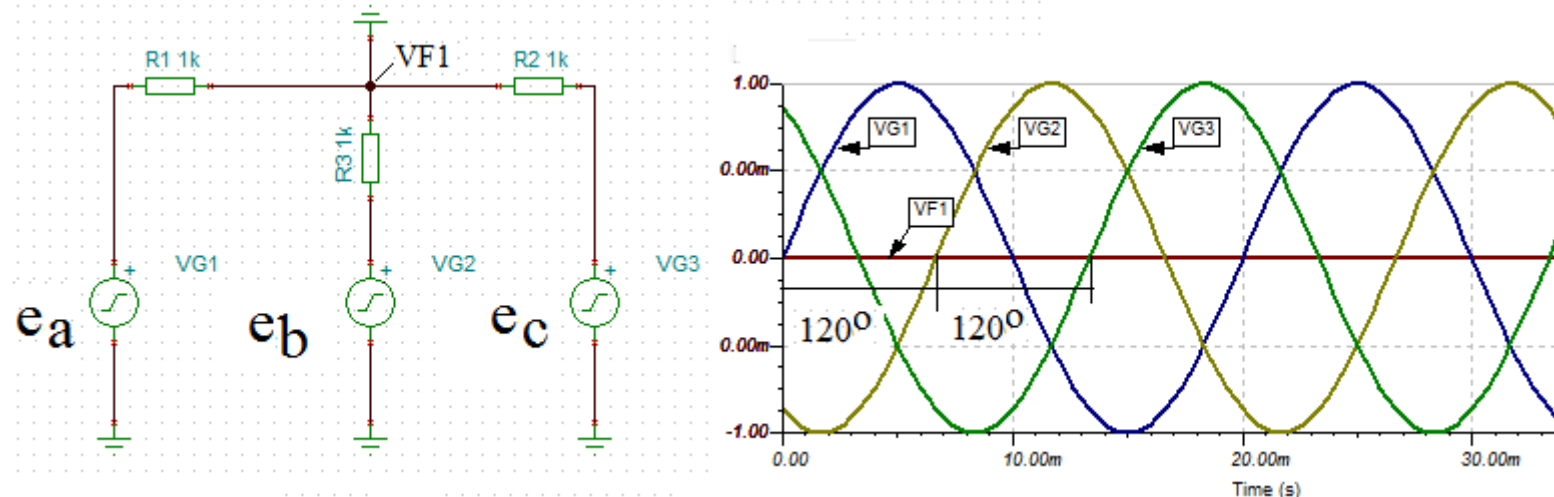 R1 1k
VF1
R2 1k
R3 1k
+ VG1
+ VG2
+ VG3
ea
eb
ec
1.00
0.00m
0.00
0.00m
-1.00
VG1
VG2
VG3
VF1
120o
120o
0.00
10.00m
20.00m
30.00m
Time (s)